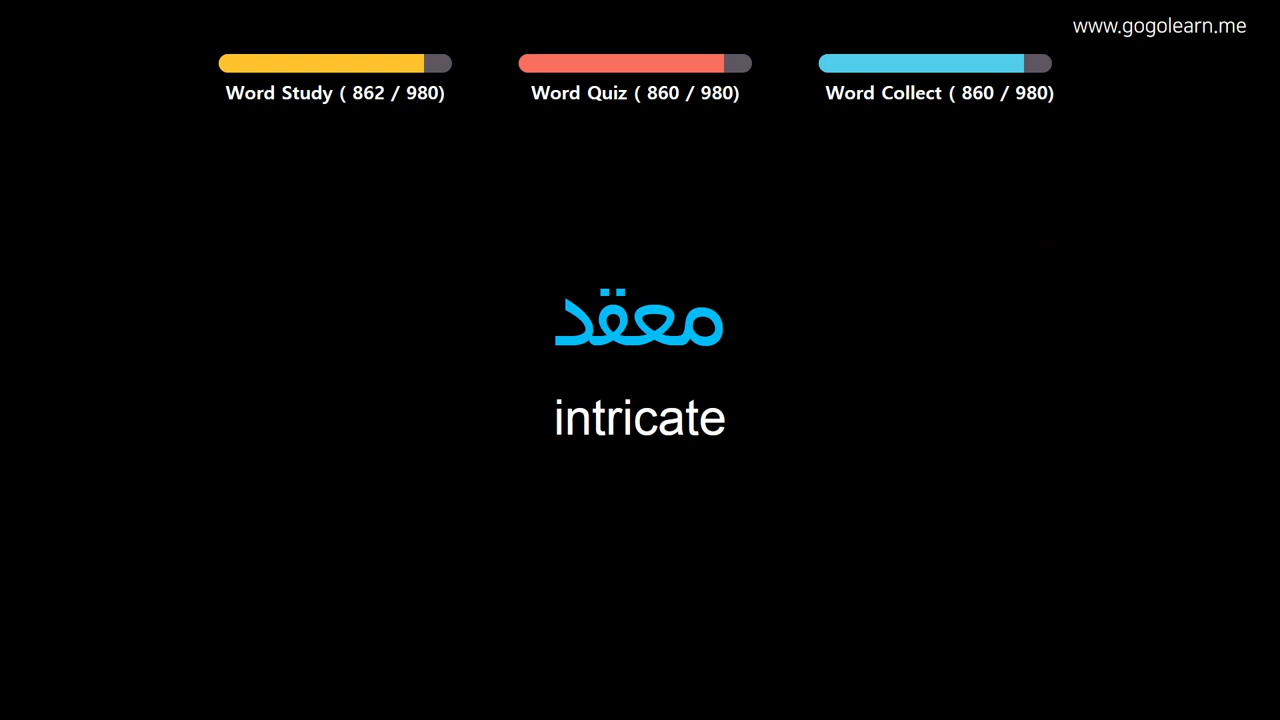 www.gogolearn.me
Word Study ( 862 / 980)
Word Quiz ( 860 / 980)
Word Collect ( 860 / 980)
معقد
intricate